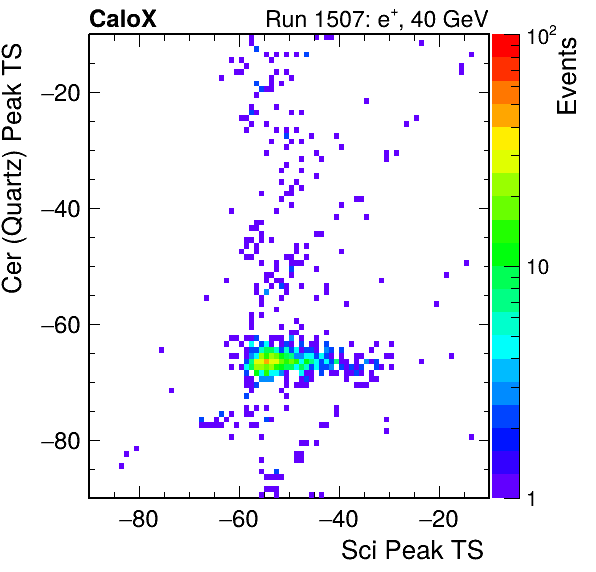 CaloX Run 1507: e⁺, 40 GeV
Cer (Quartz) Peak TS
−20
−40
−60
−80
−80 −60 −40 −20
Sci Peak TS
10²
10
1
Events